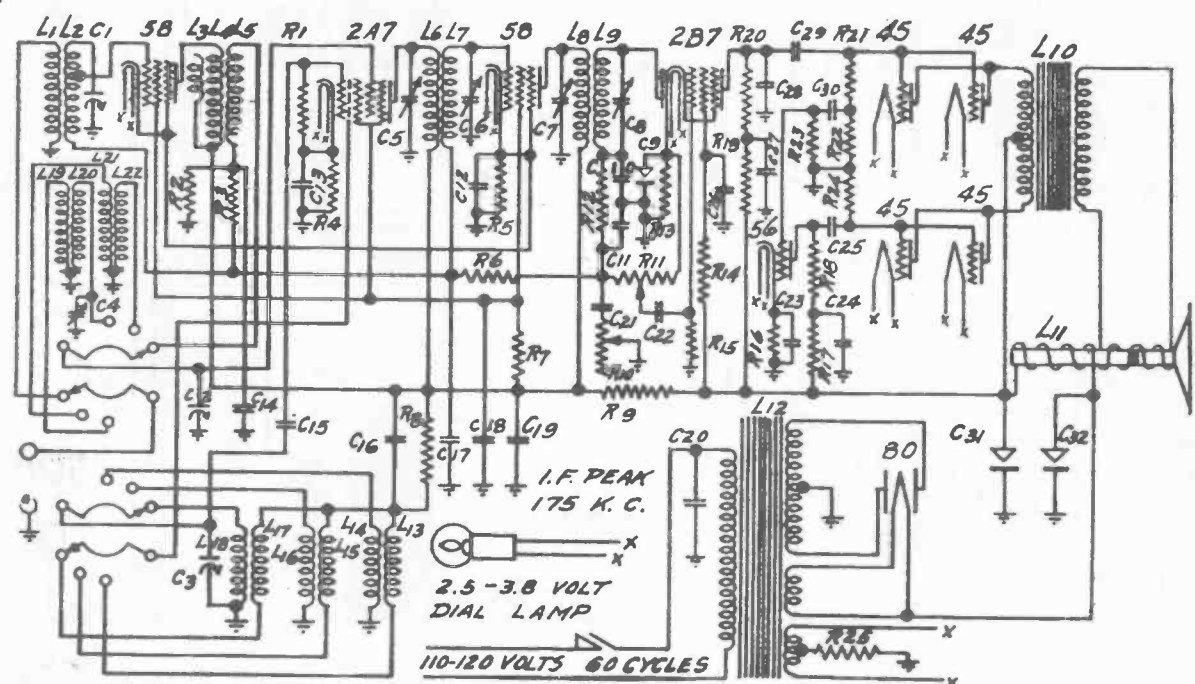 L1 L2 C1 58 L3 L4 L5 R1 2A7 L6 L7 58 L8 L9 2B7 R20 C29 R21 45 45 L10
C5 C6 C7 C8 C9 C28 C30
L21
L19 L20 L22
R2 R3 C13 R4 C12 R5 R12 R13 R19 C27 R23 R22
R24
56 45 45
C4 R6 C11 R11 R14 C25 R18
C21 C22 C23 C24 L11
R7 R15 R16 R17
C14 C15 R8 R9
C16 C17 C18 C19 C20 L12 C31 C32
80
I.F. PEAK
175 K.C.
L18 L17 L16 L15 L14 L13
C3
X
X
2.5-3.8 VOLT
DIAL LAMP
R25
X
110-120 VOLTS 60 CYCLES
X